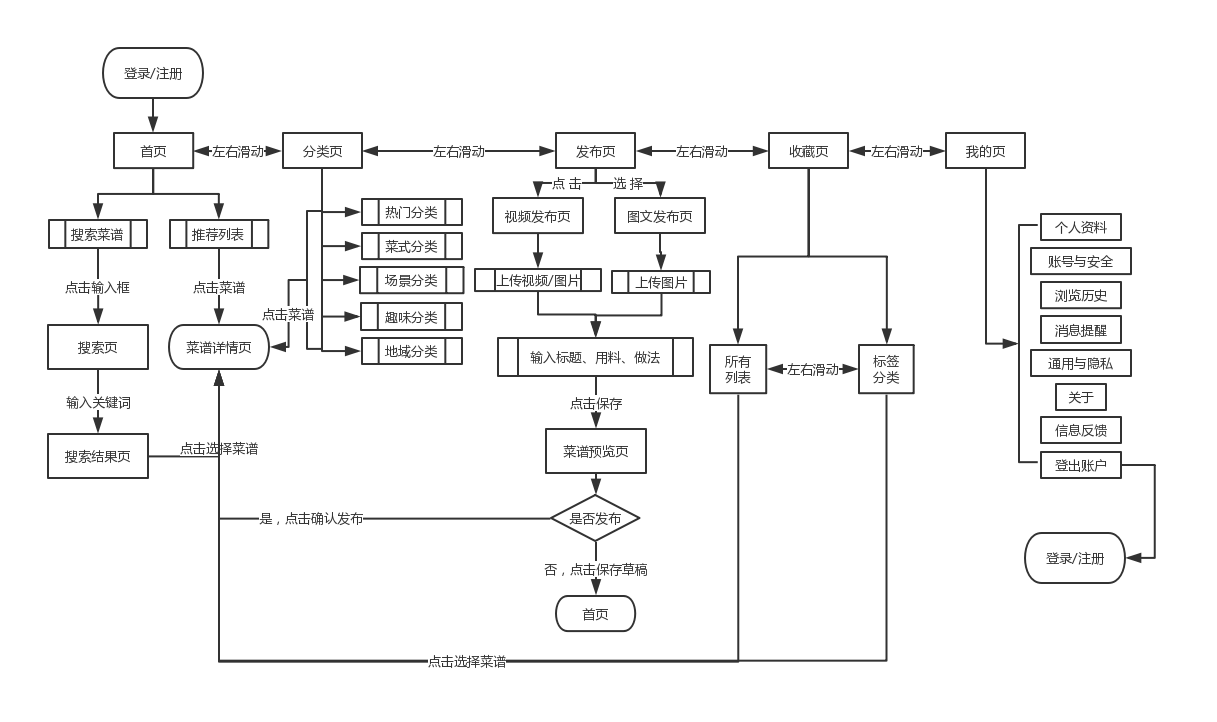 登录/注册
首页
左右滑动
分类页
左右滑动
发布页
左右滑动
收藏页
左右滑动
我的页
点 击
选 择
搜索菜谱
推荐列表
热门分类
菜式分类
场景分类
趣味分类
地域分类
视频发布页
图文发布页
个人资料
账号与安全
浏览历史
消息提醒
通用与隐私
关于
信息反馈
登出账户
点击输入框
点击菜谱
点击菜谱
上传视频/图片
上传图片
搜索页
菜谱详情页
输入标题、用料、做法
所有
列表
左右滑动
标签
分类
输入关键词
点击保存
搜索结果页
点击选择菜谱
菜谱预览页
是，点击确认发布
是否发布
否，点击保存草稿
登录/注册
首页
点击选择菜谱